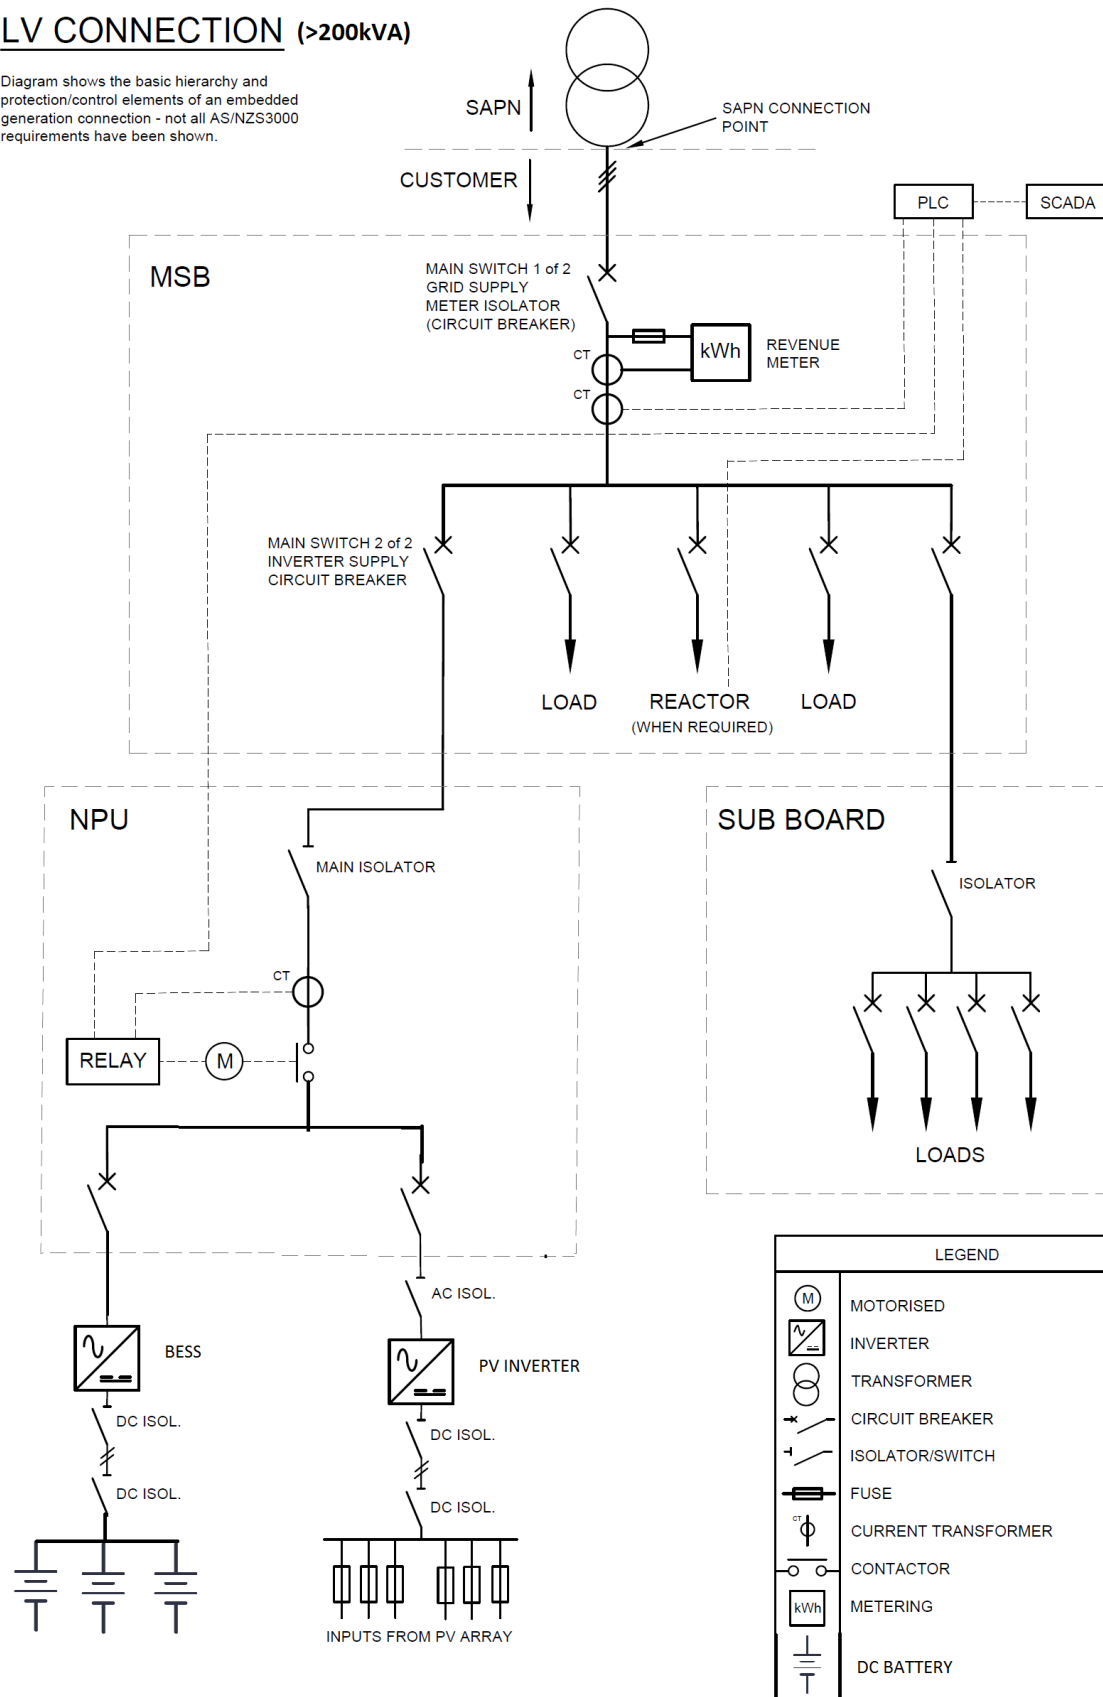 LV CONNECTION (>200kVA)
Diagram shows the basic hierarchy and
protection/control elements of an embedded
generation connection - not all AS/NZS3000
requirements have been shown.
SAPN
SAPN CONNECTION
POINT
CUSTOMER
PLC
SCADA
MSB
MAIN SWITCH 1 of 2
GRID SUPPLY
METER ISOLATOR
(CIRCUIT BREAKER)
CT
kWh
REVENUE
METER
CT
MAIN SWITCH 2 of 2
INVERTER SUPPLY
CIRCUIT BREAKER
LOAD
REACTOR
(WHEN REQUIRED)
LOAD
NPU
MAIN ISOLATOR
CT
RELAY
M
SUB BOARD
ISOLATOR
LOADS
AC ISOL.
BESS
PV INVERTER
DC ISOL.
DC ISOL.
DC ISOL.
DC ISOL.
INPUTS FROM PV ARRAY
LEGEND
M
MOTORISED
INVERTER
TRANSFORMER
CIRCUIT BREAKER
ISOLATOR/SWITCH
FUSE
CT
CURRENT TRANSFORMER
CONTACTOR
kWh
METERING
DC BATTERY